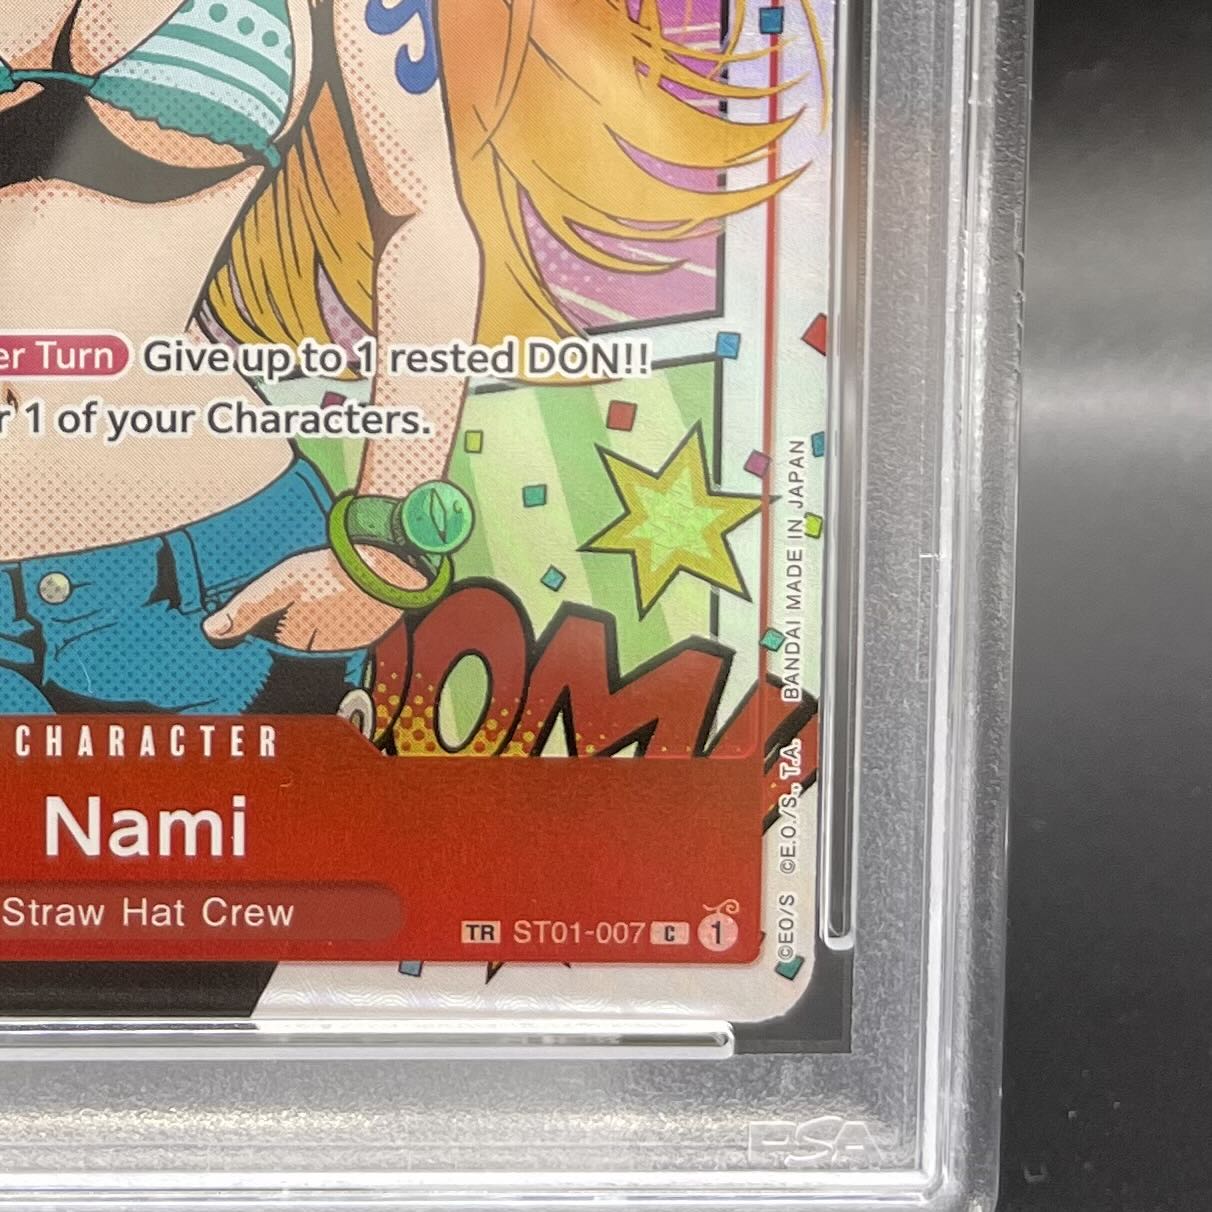 er Turn Give up to 1 rested DON!!
r 1 of your Characters.
BANDAI MADE IN JAPAN
©E.O./S., T.A.
©EO/S
OM
CHARACTER
Nami
Straw Hat Crew
TR ST01-007 C 1
PSA